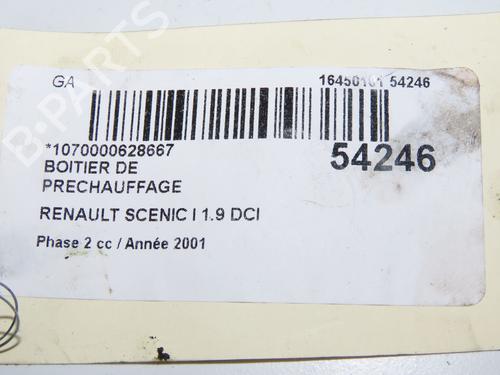 GA
16450101 54246
*1070000628667
54246
BOITIER DE
PRECHAUFFAGE
RENAULT SCENIC I 1.9 DCI
Phase 2 cc / Année 2001
B-PARTS